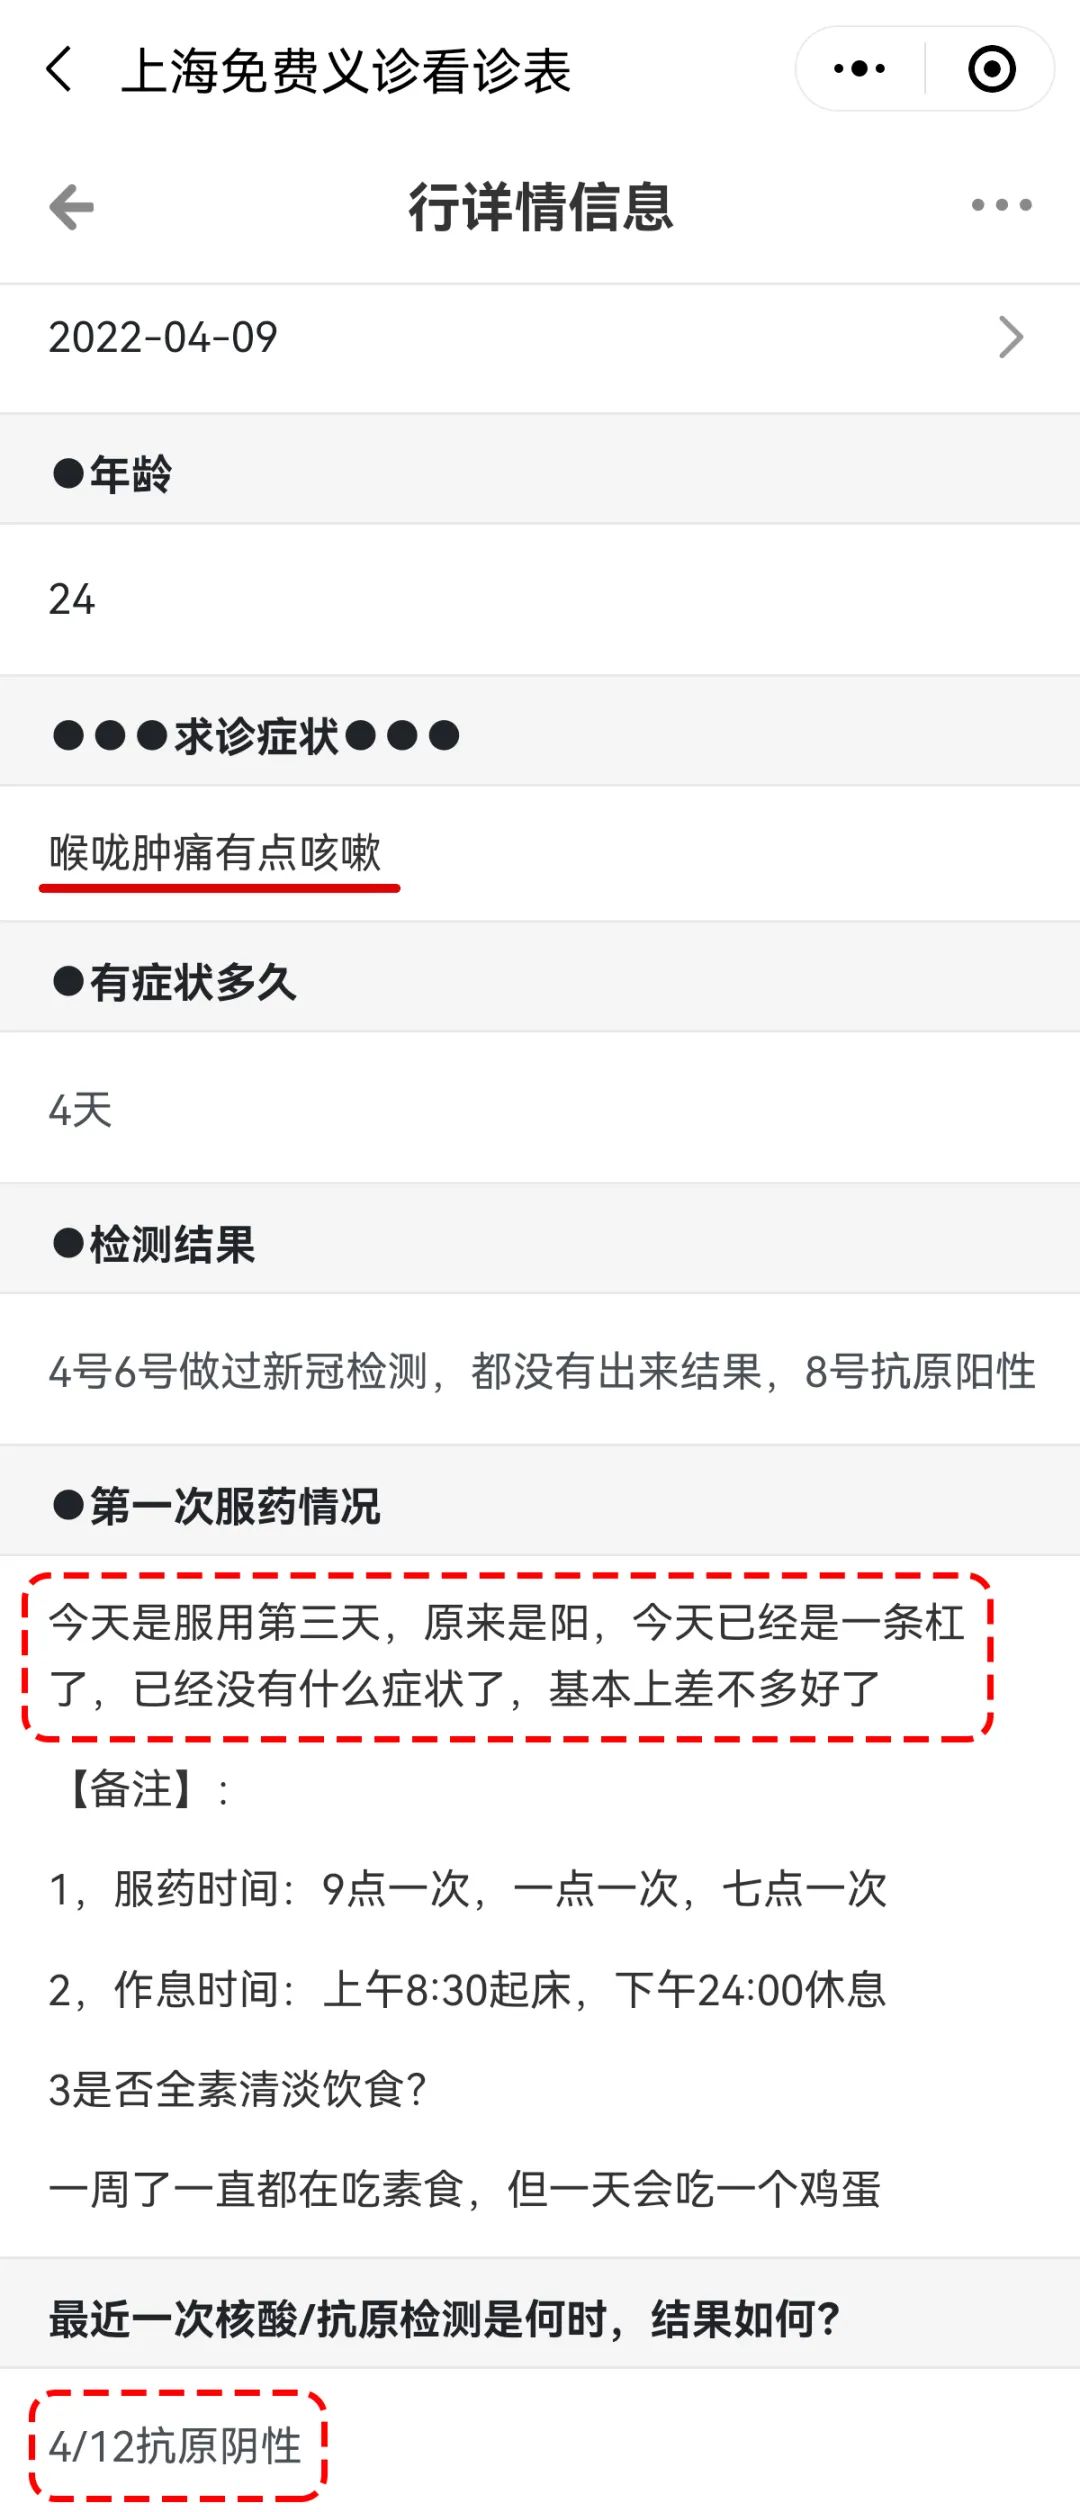 上海免费义诊看诊表
行详情信息
2022-04-09
●年龄
24
●●●求诊症状●●●
喉咙肿痛有点咳嗽
●有症状多久
4天
●检测结果
4号6号做过新冠检测，都没有出来结果，8号抗原阳性
●第一次服药情况
今天是服用第三天，原来是阳，今天已经是一条杠
了，已经没有什么症状了，基本上差不多好了
【备注】：
1，服药时间：9点一次，一点一次，七点一次
2，作息时间：上午8:30起床，下午24:00休息
3是否全素清淡饮食？
一周了一直都在吃素食，但一天会吃一个鸡蛋
最近一次核酸/抗原检测是何时，结果如何？
4/12抗原阴性